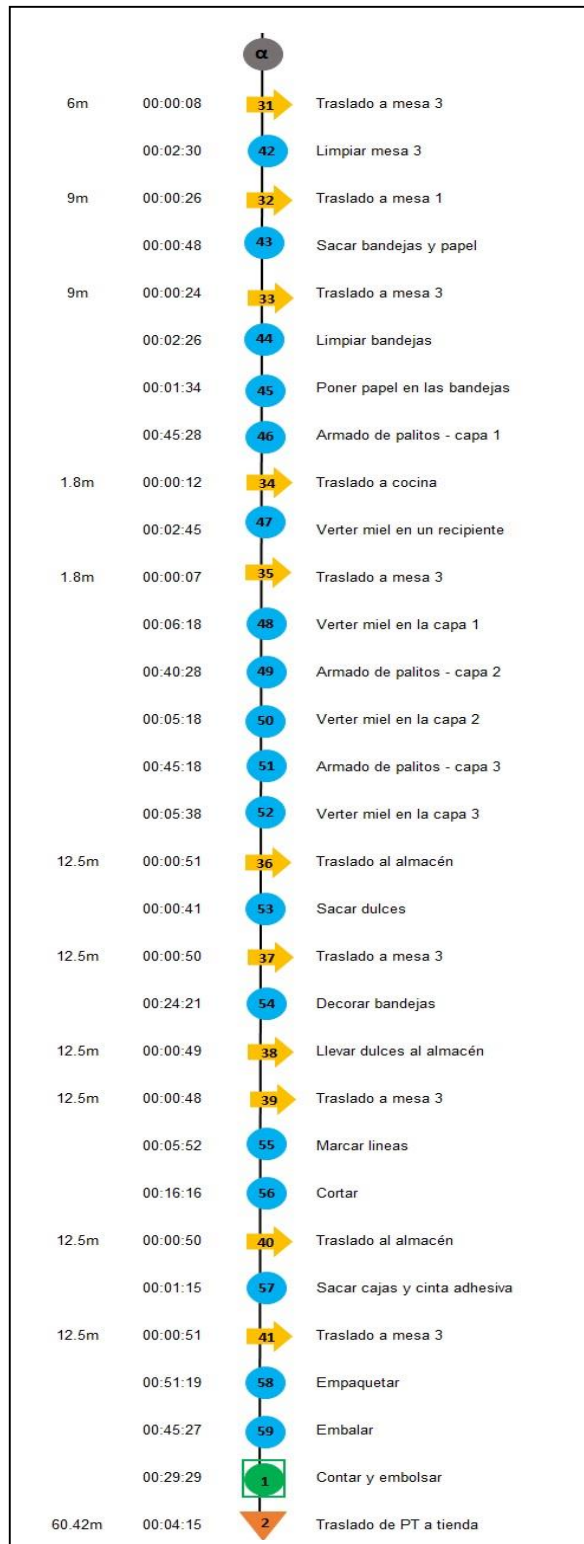 α
6m 00:00:08 31 Traslado a mesa 3
00:02:30 42 Limpiar mesa 3
9m 00:00:26 32 Traslado a mesa 1
00:00:48 43 Sacar bandejas y papel
9m 00:00:24 33 Traslado a mesa 3
00:02:26 44 Limpiar bandejas
00:01:34 45 Poner papel en las bandejas
00:45:28 46 Armado de palitos - capa 1
1.8m 00:00:12 34 Traslado a cocina
00:02:45 47 Verter miel en un recipiente
1.8m 00:00:07 35 Traslado a mesa 3
00:06:18 48 Verter miel en la capa 1
00:40:28 49 Armado de palitos - capa 2
00:05:18 50 Verter miel en la capa 2
00:45:18 51 Armado de palitos - capa 3
00:05:38 52 Verter miel en la capa 3
12.5m 00:00:51 36 Traslado al almacén
00:00:41 53 Sacar dulces
12.5m 00:00:50 37 Traslado a mesa 3
00:24:21 54 Decorar bandejas
12.5m 00:00:49 38 Llevar dulces al almacén
12.5m 00:00:48 39 Traslado a mesa 3
00:05:52 55 Marcar lineas
00:16:16 56 Cortar
12.5m 00:00:50 40 Traslado al almacén
00:01:15 57 Sacar cajas y cinta adhesiva
12.5m 00:00:51 41 Traslado a mesa 3
00:51:19 58 Empaquetar
00:45:27 59 Embalar
00:29:29 1 Contar y embolsar
60.42m 00:04:15 2 Traslado de PT a tienda